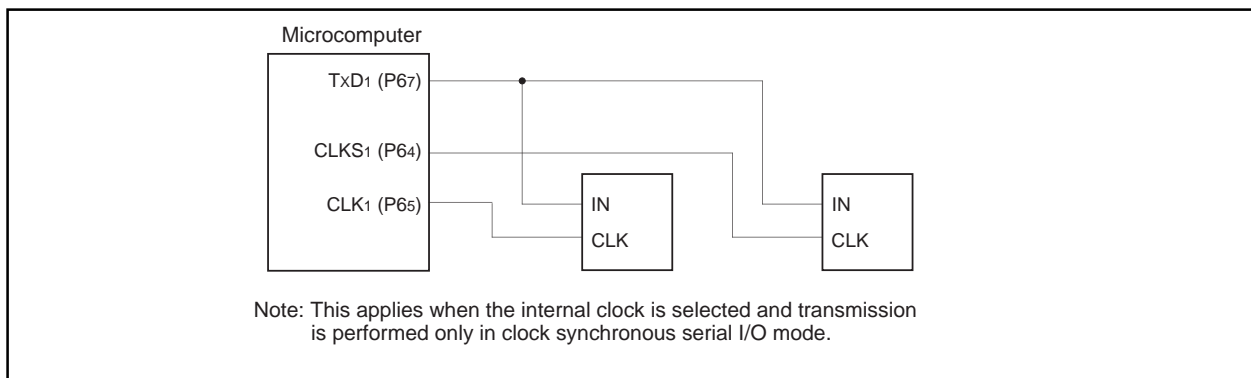 Microcomputer
TXD1 (P67)
CLKS1 (P64)
CLK1 (P65)
IN
CLK
IN
CLK
Note: This applies when the internal clock is selected and transmission
is performed only in clock synchronous serial I/O mode.